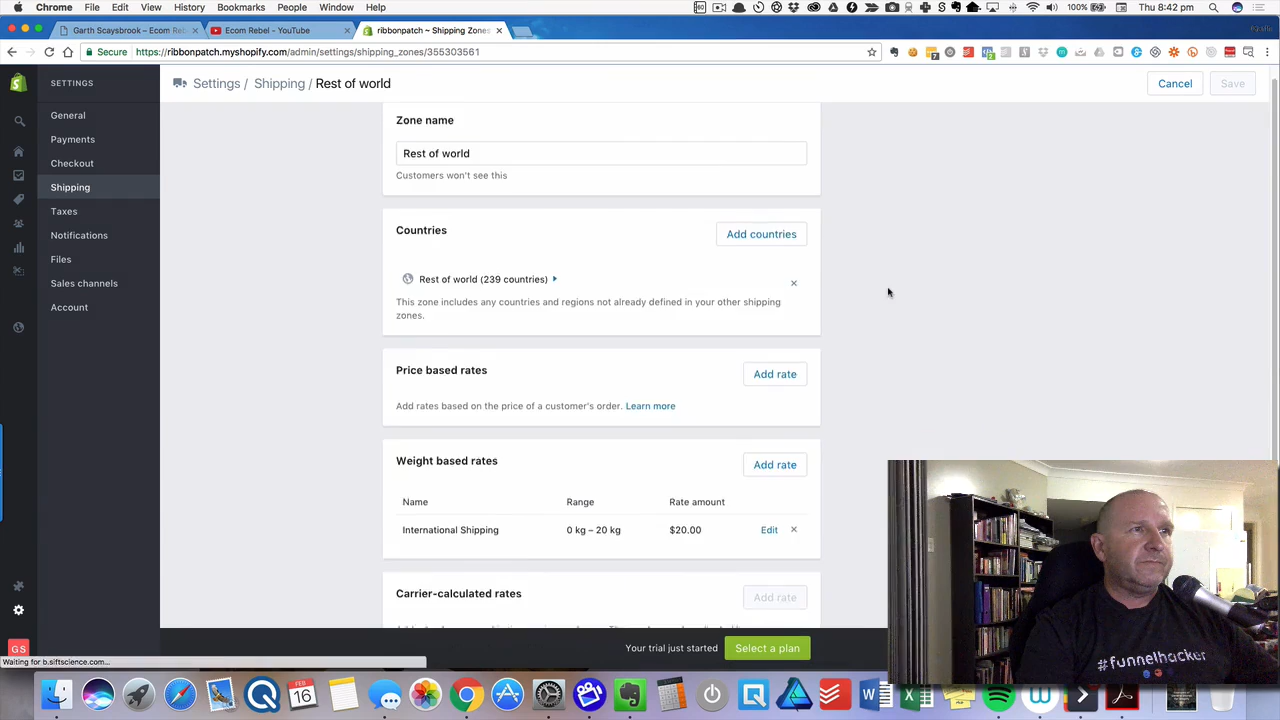 Chrome File Edit View History Bookmarks People Window Help
100% Thu 8:42 pm
Garth Scaysbrook – Ecom Reb
Ecom Rebel - YouTube
ribbonpatch ~ Shipping Zones
Secure https://ribbonpatch.myshopify.com/admin/settings/shipping_zones/355303561
SETTINGS
Settings / Shipping / Rest of world
Cancel
Save
General
Payments
Checkout
Shipping
Taxes
Notifications
Files
Sales channels
Account
Zone name
Rest of world
Customers won't see this
Countries
Add countries
Rest of world (239 countries)
This zone includes any countries and regions not already defined in your other shipping
zones.
Price based rates
Add rate
Add rates based on the price of a customer's order. Learn more
Weight based rates
Add rate
Name Range Rate amount
International Shipping 0 kg – 20 kg $20.00 Edit
Carrier-calculated rates
Add rate
#funnelhacker
GS
Your trial just started
Select a plan
Waiting for b.siftscience.com...
FEB
16